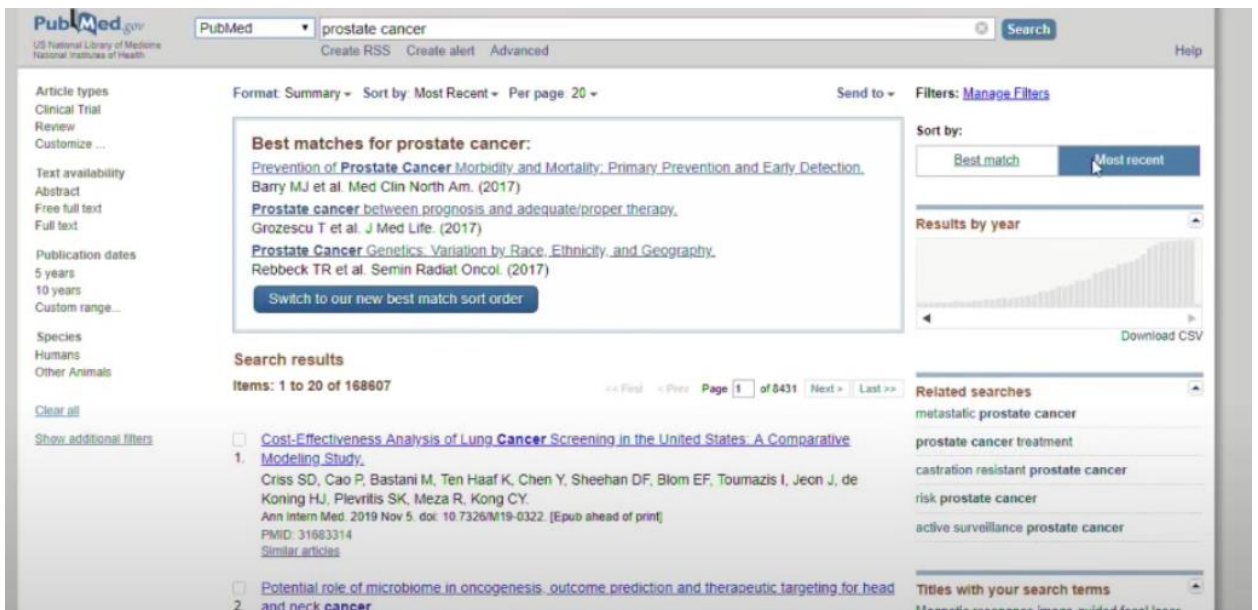 PubMed.gov
US National Library of Medicine
National Institutes of Health
PubMed
prostate cancer
Search
Create RSS Create alert Advanced
Help
Article types
Clinical Trial
Review
Customize ...
Text availability
Abstract
Free full text
Full text
Publication dates
5 years
10 years
Custom range...
Species
Humans
Other Animals
Clear all
Show additional filters
Format: Summary Sort by: Most Recent Per page: 20
Send to
Best matches for prostate cancer:
Prevention of Prostate Cancer Morbidity and Mortality: Primary Prevention and Early Detection.
Barry MJ et al. Med Clin North Am. (2017)
Prostate cancer between prognosis and adequate/proper therapy.
Grozescu T et al. J Med Life. (2017)
Prostate Cancer Genetics: Variation by Race, Ethnicity, and Geography.
Rebbeck TR et al. Semin Radiat Oncol. (2017)
Switch to our new best match sort order
Search results
Items: 1 to 20 of 168607
<< First < Prev Page 1 of 8431 Next > Last >>
1. Cost-Effectiveness Analysis of Lung Cancer Screening in the United States: A Comparative
Modeling Study.
Criss SD, Cao P, Bastani M, Ten Haaf K, Chen Y, Sheehan DF, Blom EF, Toumazis I, Jeon J, de
Koning HJ, Plevritis SK, Meza R, Kong CY.
Ann Intern Med. 2019 Nov 5. doi: 10.7326/M19-0322. [Epub ahead of print]
PMID: 31683314
Similar articles
2. Potential role of microbiome in oncogenesis, outcome prediction and therapeutic targeting for head
and neck cancer
Filters: Manage Filters
Sort by:
Best match
Most recent
Results by year
Download CSV
Related searches
metastatic prostate cancer
prostate cancer treatment
castration resistant prostate cancer
risk prostate cancer
active surveillance prostate cancer
Titles with your search terms